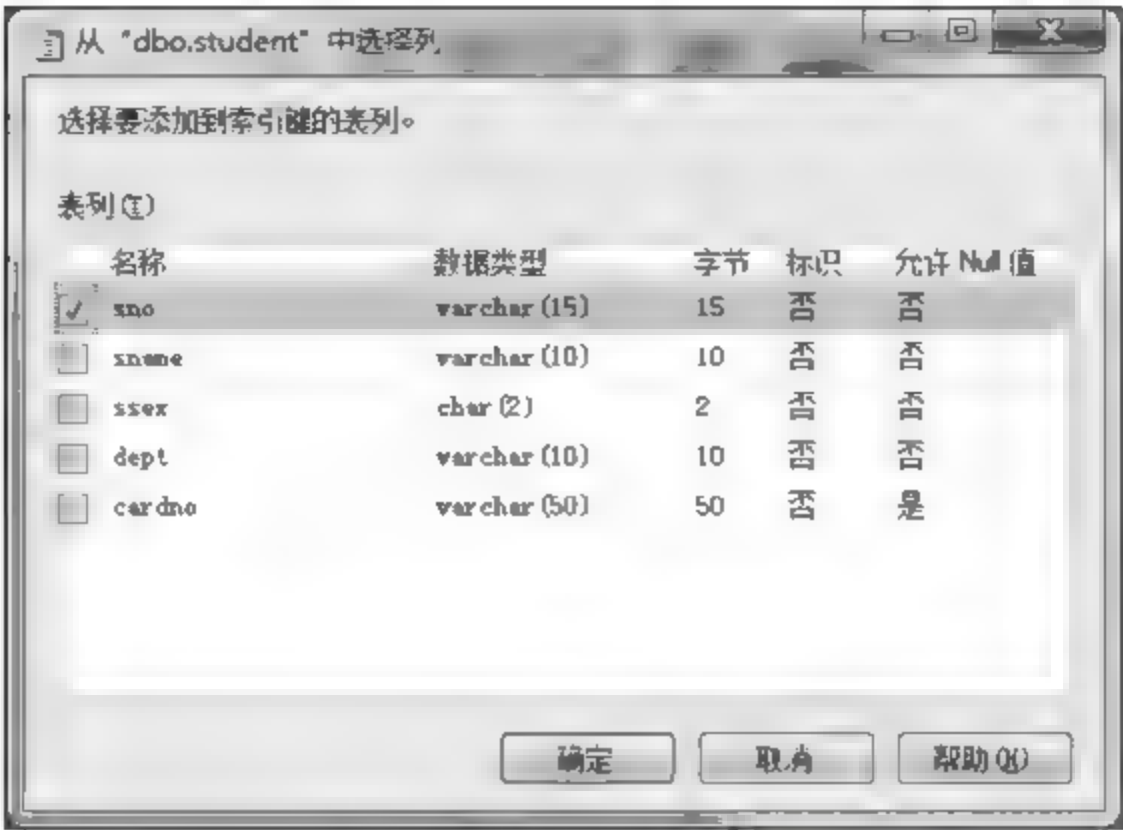 从 "dbo.student" 中选择列
选择要添加到索引键的表列。
表列(T)
名称 数据类型 字节 标识 允许 Null 值
sno varchar(15) 15 否 否
sname varchar(10) 10 否 否
ssex char(2) 2 否 否
dept varchar(10) 10 否 否
cardno varchar(50) 50 否 是
确定 取消 帮助(H)